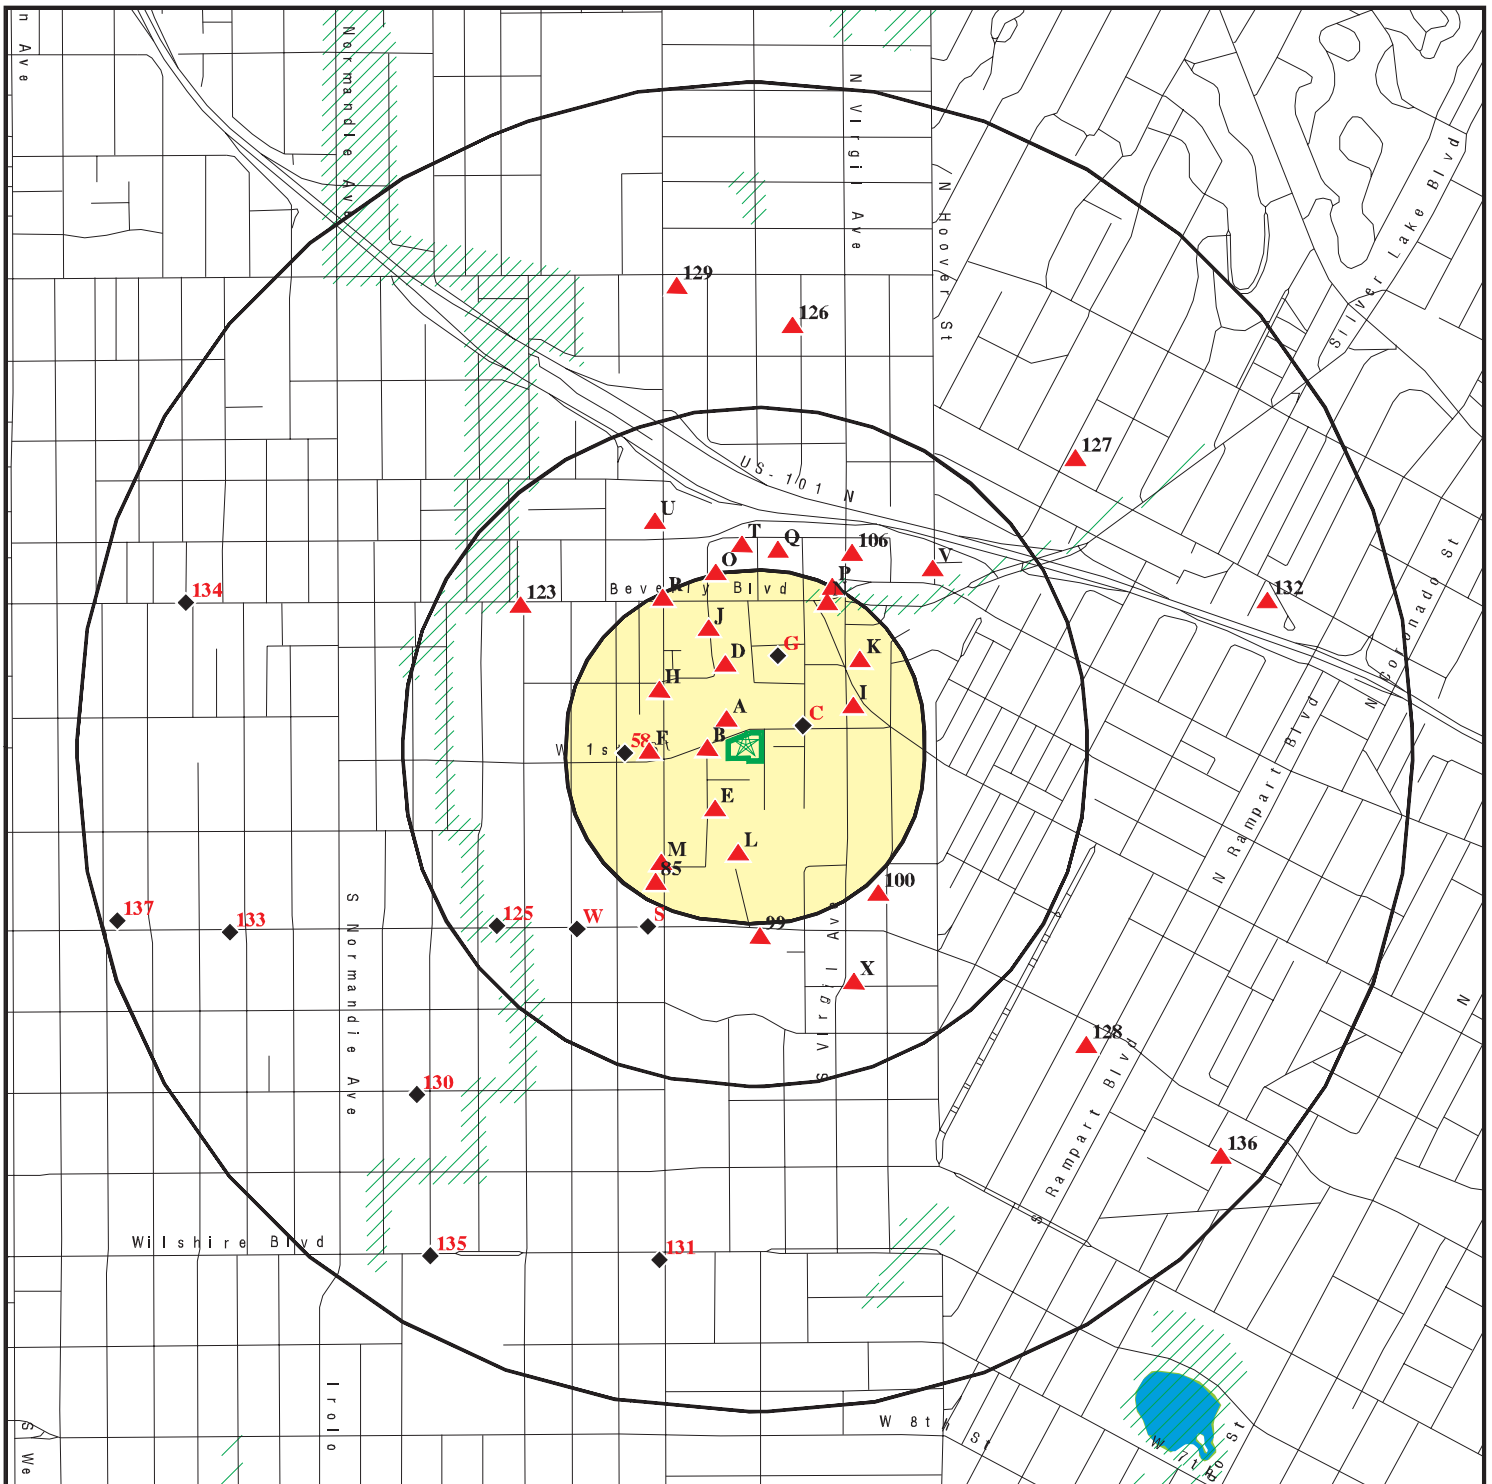 n Ave
Normandie Ave
N Virgil Ave
N Hoover St
Silver Lake Blvd
129
126
127
US-101 N
U
T
Q
106
V
O
P
N
134
123
Beverly Blvd
R
132
J
G
K
D
H
I
N Coronado St
A
C
W 1st
58
F
B
N Rampart Blvd
E
L
M
85
100
137
133
125
W
S
99
S Virgil Ave
X
S Normandie Ave
N
128
130
S Rampart Blvd
136
Wilshire Blvd
135
131
Irolo
W 8th St
S We
W 7th
St